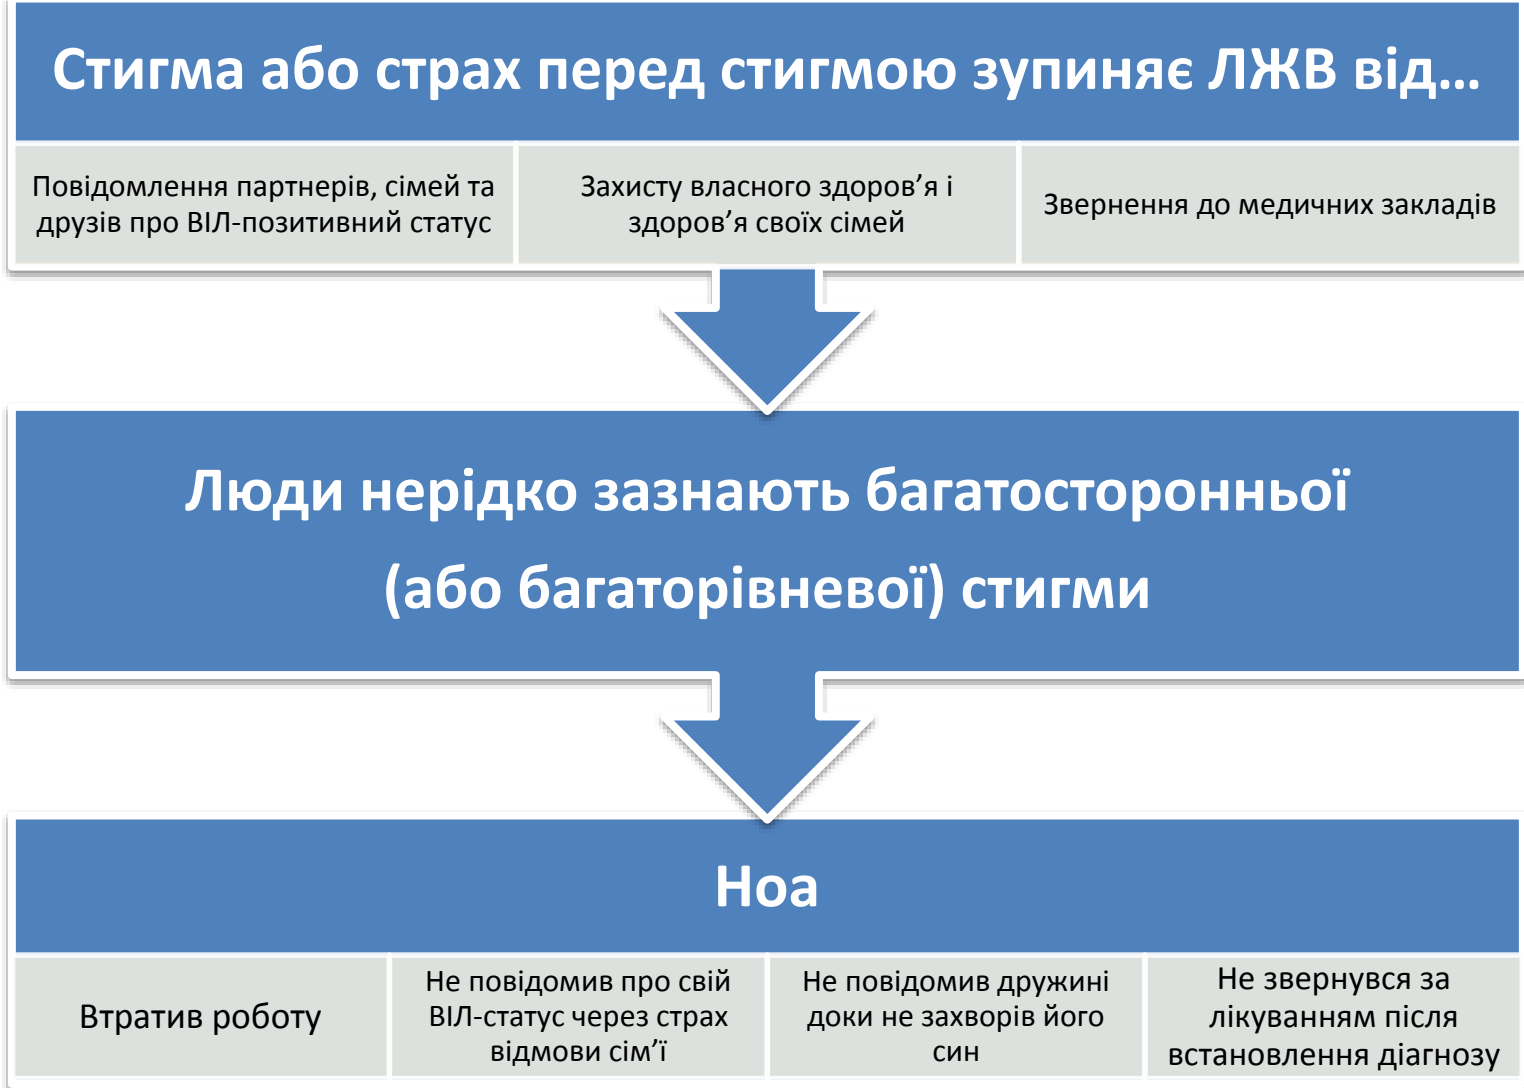 Стигма або страх перед стигмою зупиняє ЛЖВ від...
Повідомлення партнерів, сімей та
друзів про ВІЛ-позитивний статус
Захисту власного здоров’я і
здоров’я своїх сімей
Звернення до медичних закладів
Люди нерідко зазнають багатосторонньої
(або багаторівневої) стигми
Ноа
Втратив роботу
Не повідомив про свій
ВІЛ-статус через страх
відмови сім’ї
Не повідомив дружині
доки не захворів його
син
Не звернувся за
лікуванням після
встановлення діагнозу